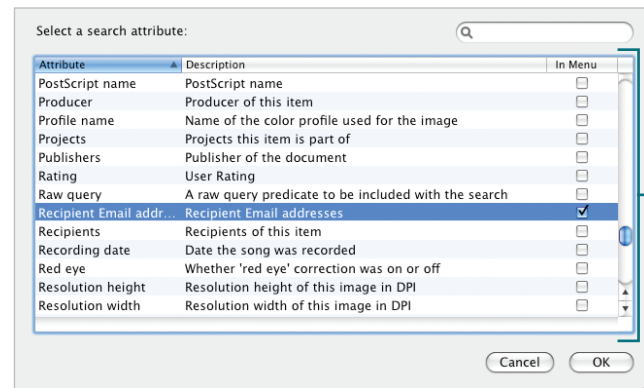 Select a search attribute:
Attribute Description In Menu
PostScript name PostScript name
Producer Producer of this item
Profile name Name of the color profile used for the image
Projects Projects this item is part of
Publishers Publisher of the document
Rating User Rating
Raw query A raw query predicate to be included with the search
Recipient Email addr... Recipient Email addresses
Recipients Recipients of this item
Recording date Date the song was recorded
Red eye Whether 'red eye' correction was on or off
Resolution height Resolution height of this image in DPI
Resolution width Resolution width of this image in DPI
Cancel OK